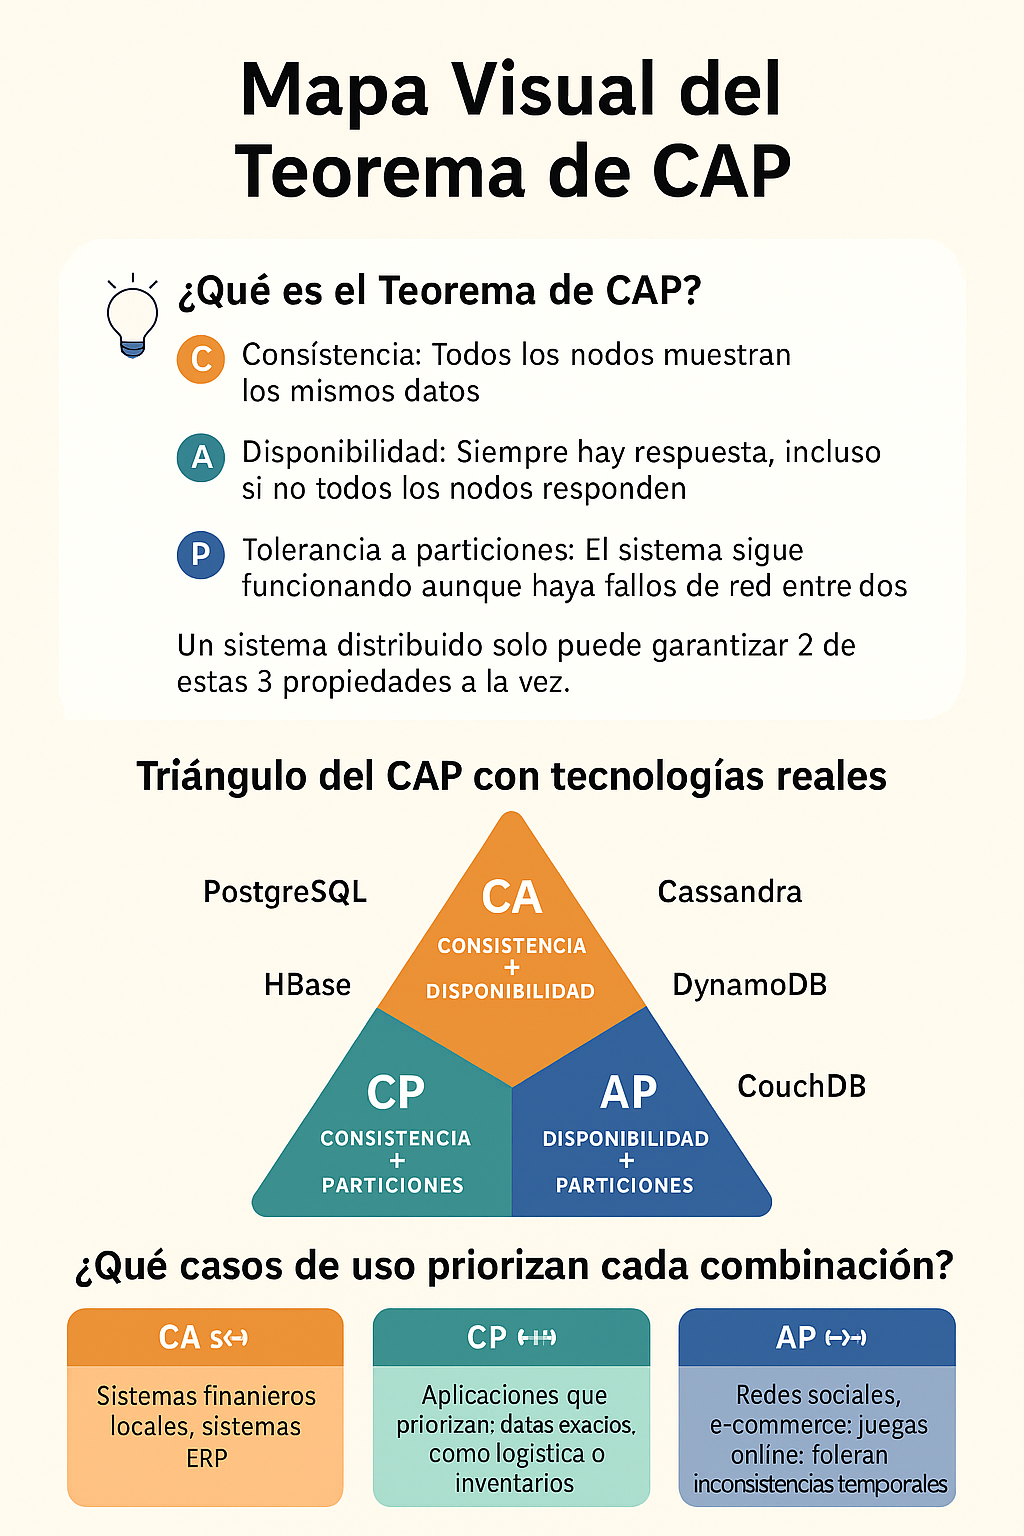 Mapa Visual del
Teorema de CAP
¿Qué es el Teorema de CAP?
C
Consístencia: Todos los nodos muestran
los mismos datos
A
Disponibilidad: Siempre hay respuesta, incluso
si no todos los nodos responden
P
Tolerancia a particiones: El sistema sigue
funcionando aunque haya fallos de red entre dos
Un sistema distribuido solo puede garantizar 2 de
estas 3 propiedades a la vez.
Triángulo del CAP con tecnologías reales
PostgreSQL
HBase
CA
CONSISTENCIA
+
DISPONIBILIDAD
Cassandra
DynamoDB
CouchDB
CP
CONSISTENCIA
+
PARTICIONES
AP
DISPONIBILIDAD
+
PARTICIONES
¿Qué casos de uso priorizan cada combinación?
CA
Sistemas finanieros
locales, sistemas
ERP
CP
Aplicaciones que
priorizan; datas exacios,
como logistica o
inventarios
AP
Redes sociales,
e-commerce: juegas
onlíne: foleran
inconsistencias temporales